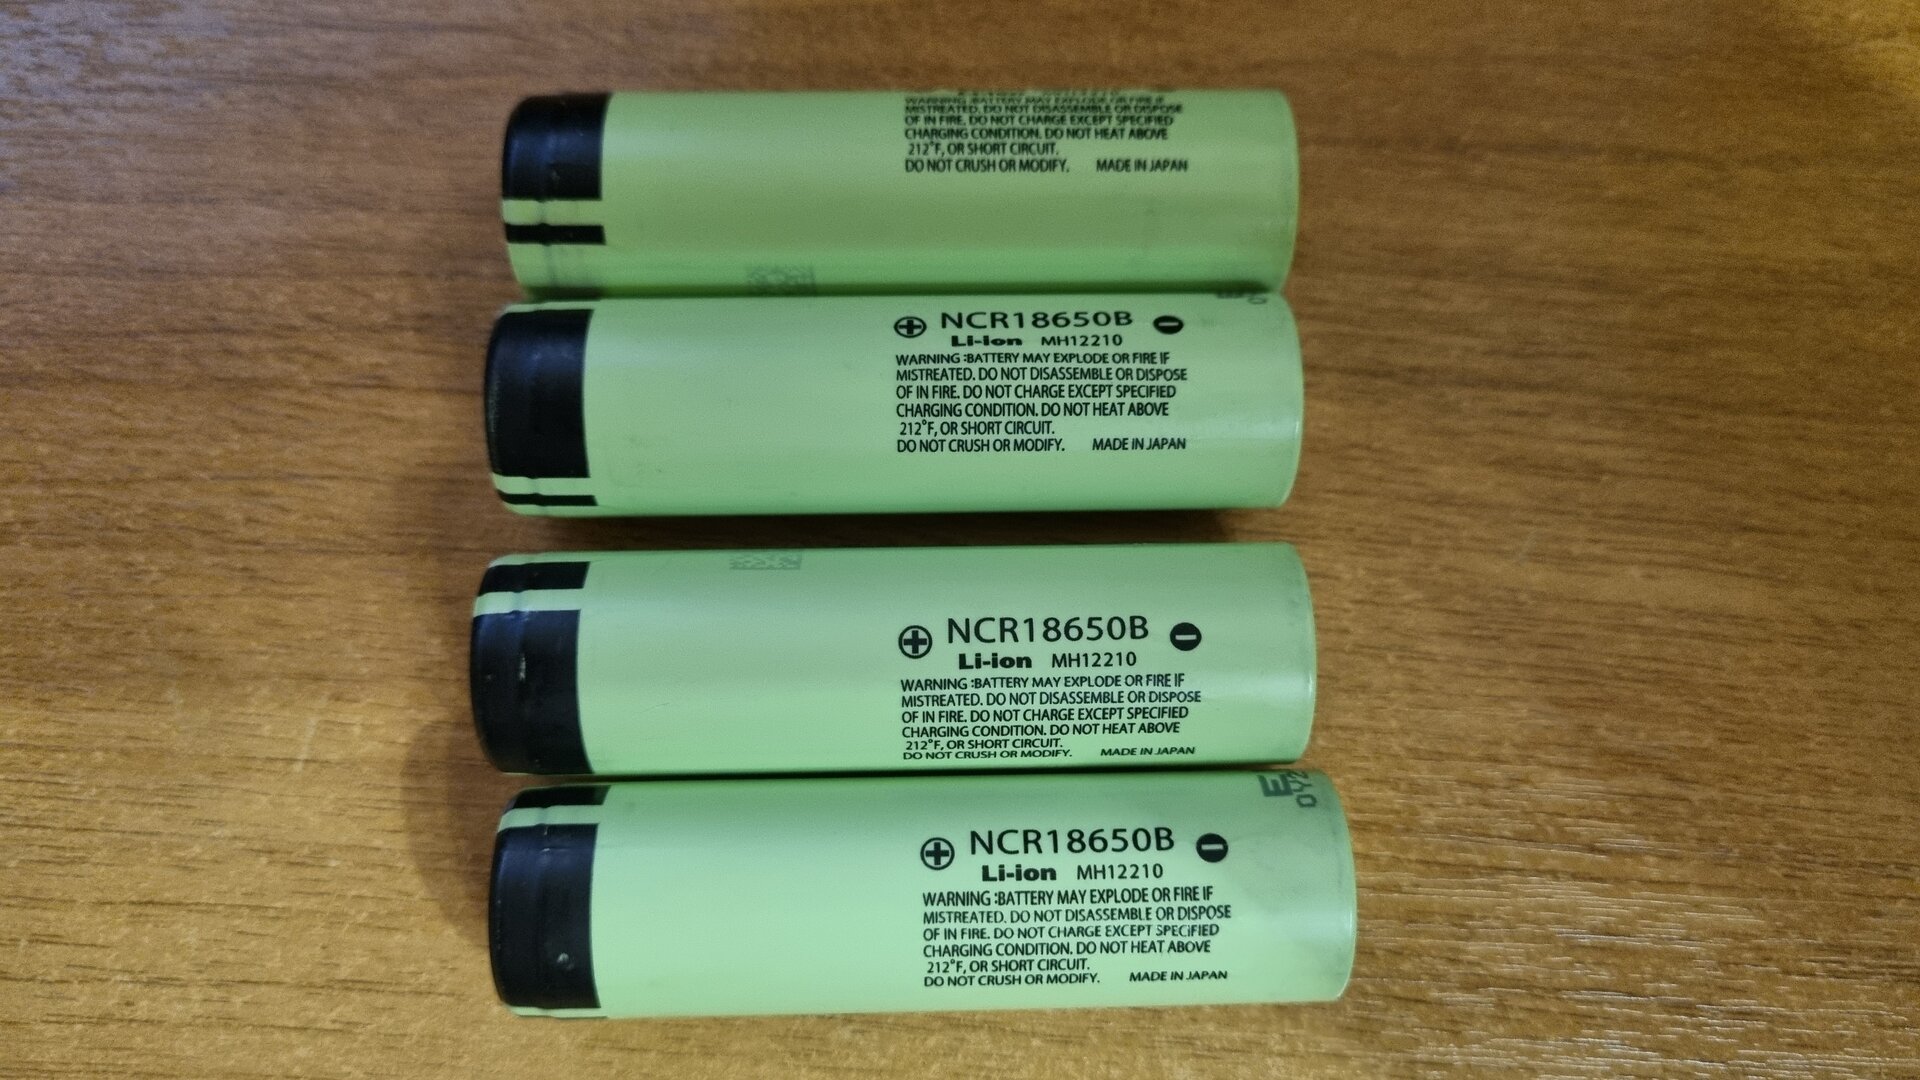 WARNING :BATTERY MAY EXPLODE OR FIRE IF
MISTREATED. DO NOT DISASSEMBLE OR DISPOSE
OF IN FIRE. DO NOT CHARGE EXCEPT SPECIFIED
CHARGING CONDITION. DO NOT HEAT ABOVE
212°F, OR SHORT CIRCUIT.
DO NOT CRUSH OR MODIFY. MADE IN JAPAN
NCR18650B
Li-ion MH12210
WARNING :BATTERY MAY EXPLODE OR FIRE IF
MISTREATED. DO NOT DISASSEMBLE OR DISPOSE
OF IN FIRE. DO NOT CHARGE EXCEPT SPECIFIED
CHARGING CONDITION. DO NOT HEAT ABOVE
212°F, OR SHORT CIRCUIT.
DO NOT CRUSH OR MODIFY. MADE IN JAPAN
NCR18650B
Li-ion MH12210
WARNING :BATTERY MAY EXPLODE OR FIRE IF
MISTREATED. DO NOT DISASSEMBLE OR DISPOSE
OF IN FIRE. DO NOT CHARGE EXCEPT SPECIFIED
CHARGING CONDITION. DO NOT HEAT ABOVE
212°F, OR SHORT CIRCUIT.
DO NOT CRUSH OR MODIFY. MADE IN JAPAN
E
NCR18650B
Li-ion MH12210
WARNING :BATTERY MAY EXPLODE OR FIRE IF
MISTREATED. DO NOT DISASSEMBLE OR DISPOSE
OF IN FIRE. DO NOT CHARGE EXCEPT SPECIFIED
CHARGING CONDITION. DO NOT HEAT ABOVE
212°F, OR SHORT CIRCUIT.
DO NOT CRUSH OR MODIFY. MADE IN JAPAN